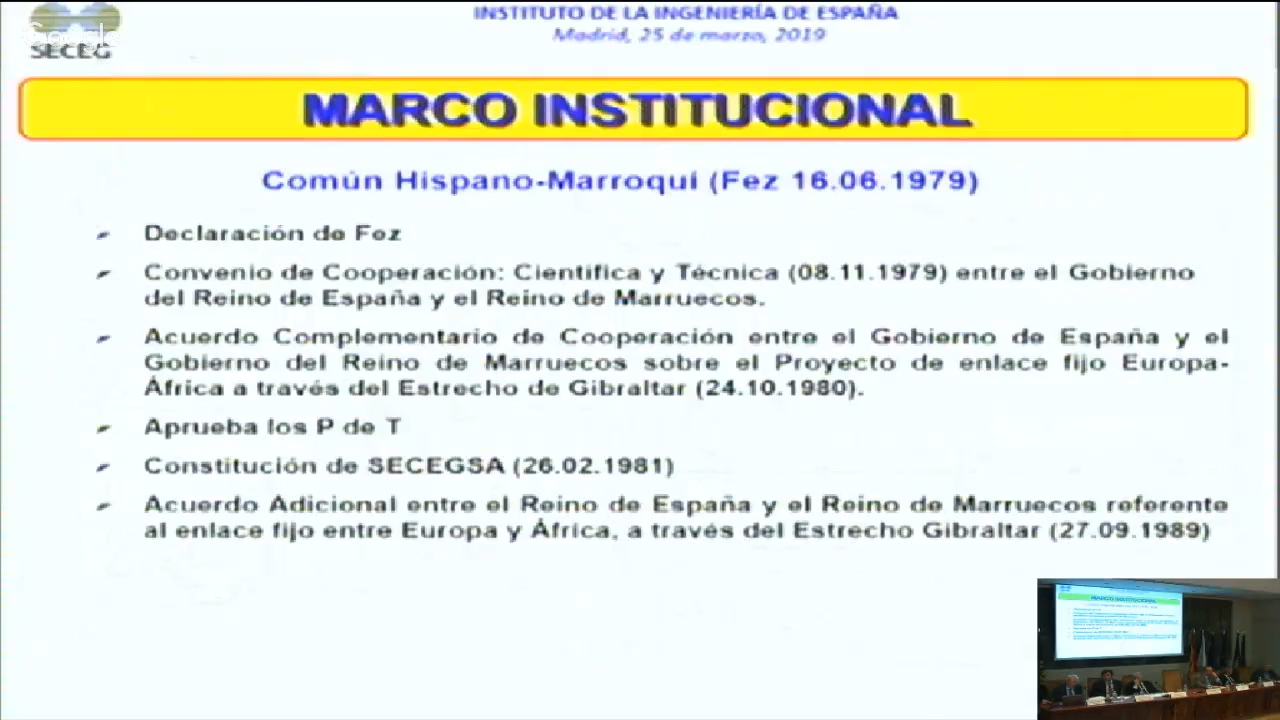 INSTITUTO DE LA INGENIERÍA DE ESPAÑA
Madrid, 25 de marzo, 2019
SECEG
MARCO INSTITUCIONAL
Común Hispano-Marroquí (Fez 16.06.1979)
Declaración de Fez
Convenio de Cooperación: Científica y Técnica (08.11.1979) entre el Gobierno
del Reino de España y el Reino de Marruecos.
Acuerdo Complementario de Cooperación entre el Gobierno de España y el
Gobierno del Reino de Marruecos sobre el Proyecto de enlace fijo Europa-
África a través del Estrecho de Gibraltar (24.10.1980).
Aprueba los P de T
Constitución de SECEGSA (26.02.1981)
Acuerdo Adicional entre el Reino de España y el Reino de Marruecos referente
al enlace fijo entre Europa y África, a través del Estrecho Gibraltar (27.09.1989)
MARCO INSTITUCIONAL